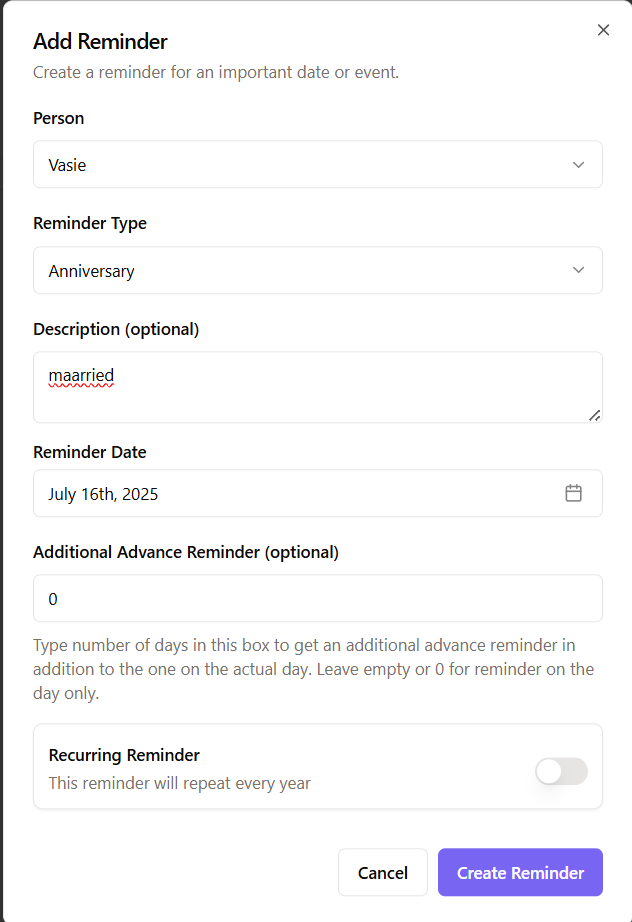 Add Reminder
Create a reminder for an important date or event.
Person
Vasie
Reminder Type
Anniversary
Description (optional)
maarried
Reminder Date
July 16th, 2025
Additional Advance Reminder (optional)
0
Type number of days in this box to get an additional advance reminder in
addition to the one on the actual day. Leave empty or 0 for reminder on the
day only.
Recurring Reminder
This reminder will repeat every year
Cancel
Create Reminder